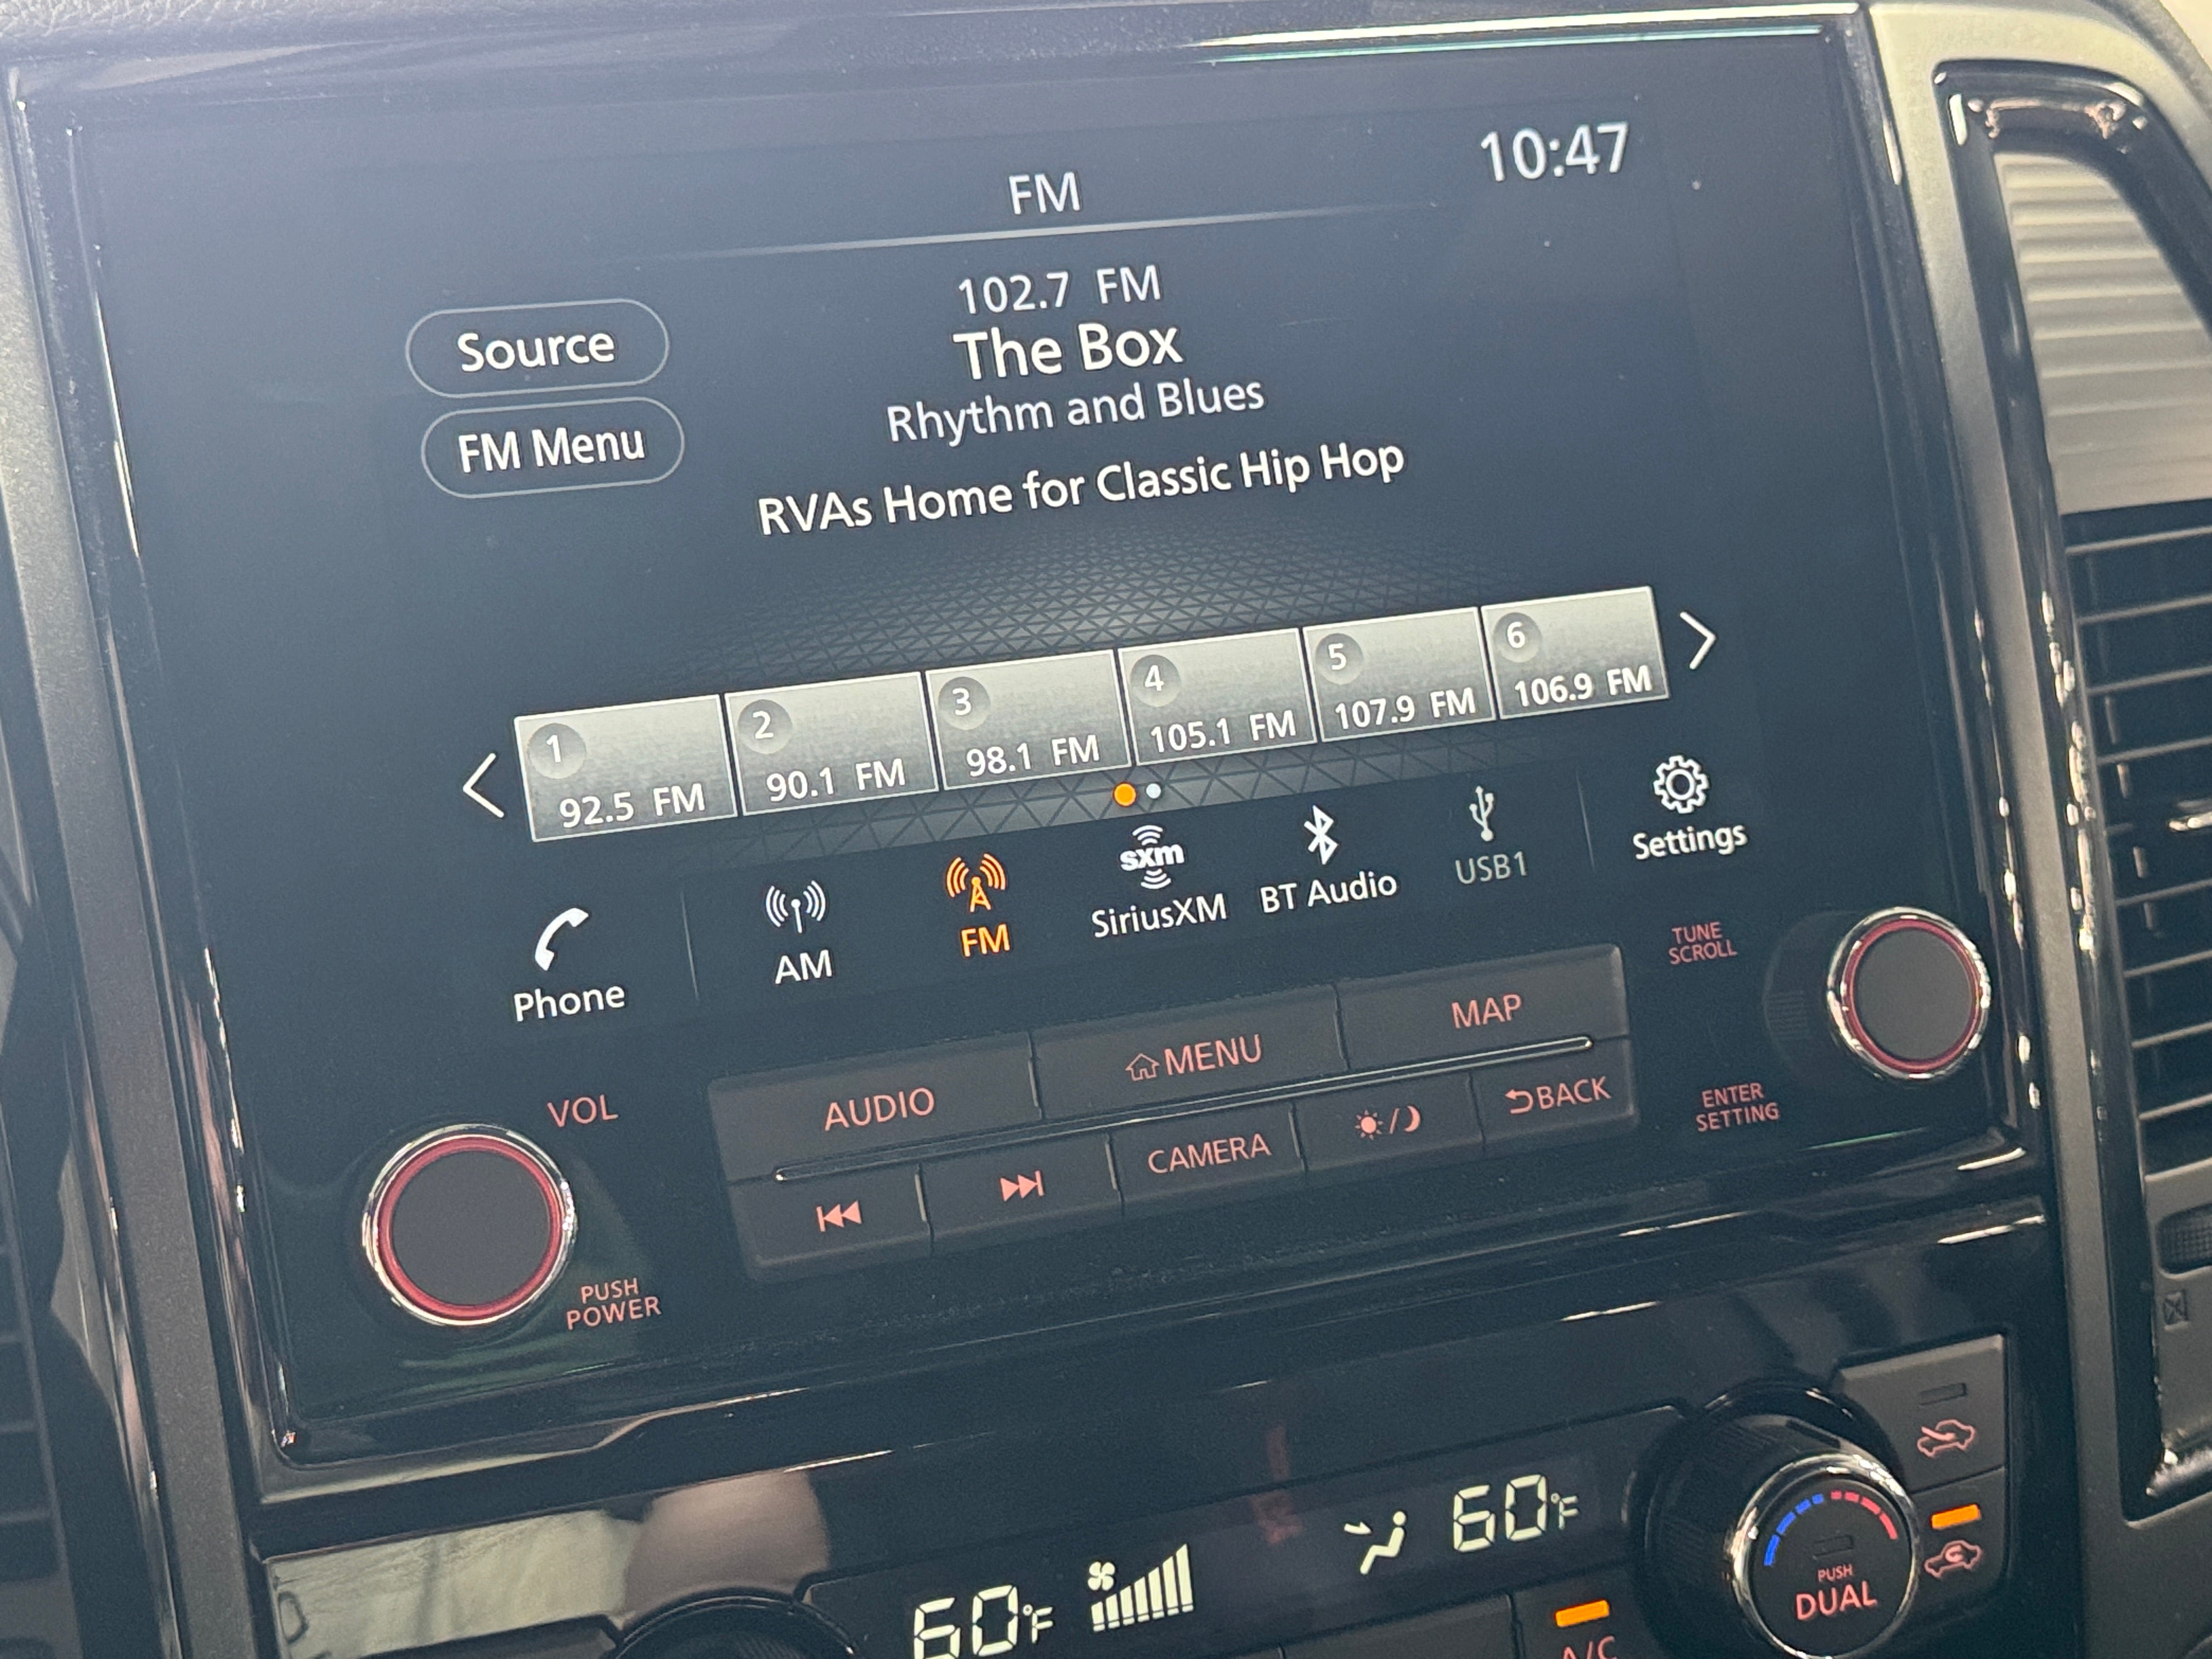 10:47
FM
102.7 FM
The Box
Rhythm and Blues
RVAs Home for Classic Hip Hop
Source
FM Menu
1
92.5 FM
2
90.1 FM
3
98.1 FM
4
105.1 FM
5
107.9 FM
6
106.9 FM
Phone
AM
FM
sxm
SiriusXM
BT Audio
USB1
Settings
TUNE
SCROLL
VOL
AUDIO
MENU
MAP
CAMERA
BACK
ENTER
SETTING
PUSH
POWER
60°F
60°F
PUSH
DUAL
A/C